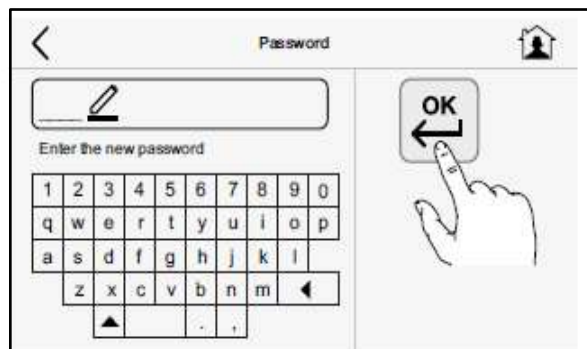 Password
OK
Enter the new password
1 2 3 4 5 6 7 8 9 0
q w e r t y u i o p
a s d f g h j k l
z x c v b n m
. ,